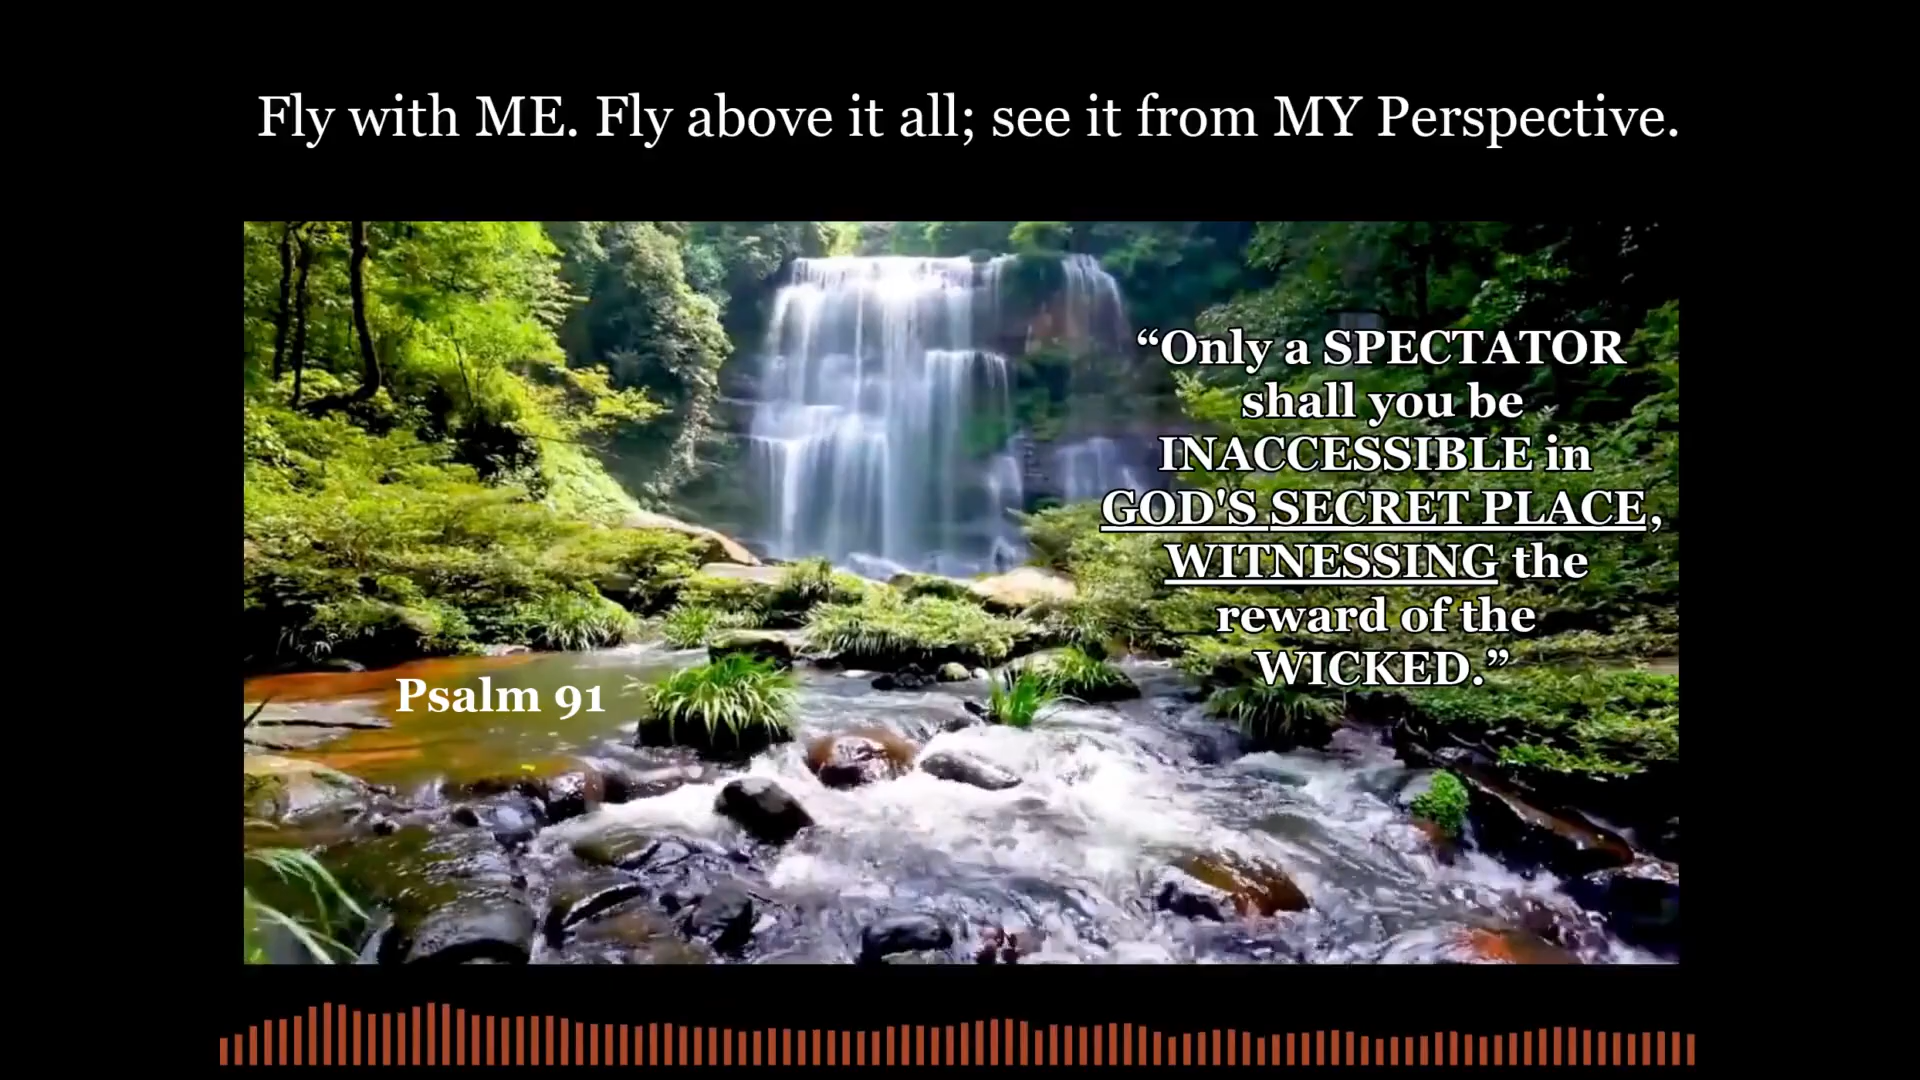 Fly with ME. Fly above it all; see it from MY Perspective.
“Only a SPECTATOR
shall you be
INACCESSIBLE in
GOD'S SECRET PLACE,
WITNESSING the
reward of the
WICKED.”
Psalm 91